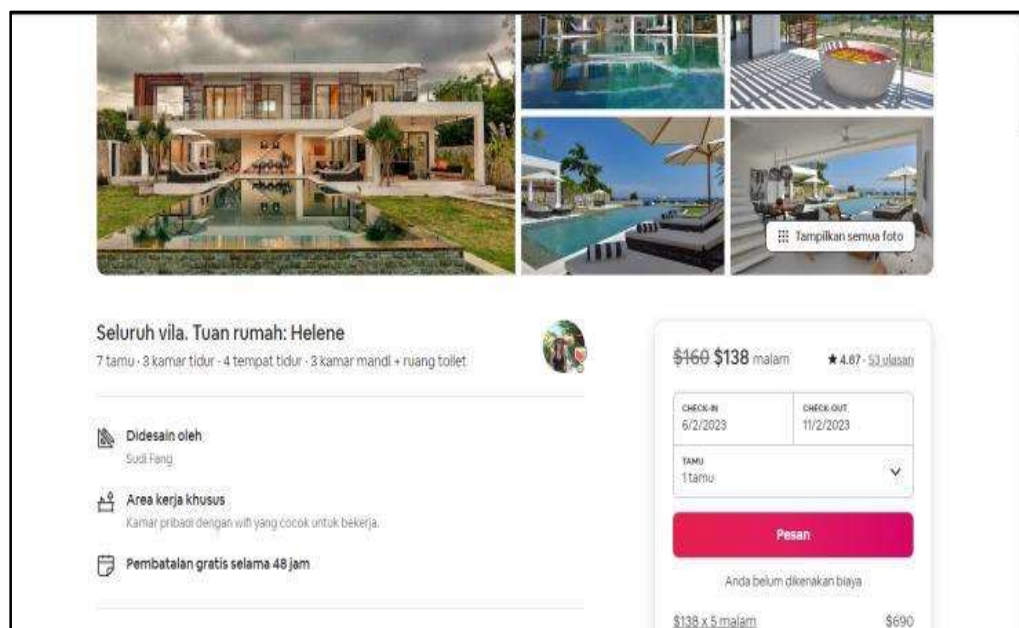 Tampilkan semua foto
Seluruh vila. Tuan rumah: Helene
7 tamu · 3 kamar tidur · 4 tempat tidur · 3 kamar mandi + ruang toilet
Didesain oleh
Sudi Fang
Area kerja khusus
Kamar pribadi dengan wifi yang cocok untuk bekerja.
Pembatalan gratis selama 48 jam
$160 $138 malam
★ 4.87 · 53 ulasan
CHECK-IN
6/2/2023
CHECK-OUT
11/2/2023
TAMU
1 tamu
Pesan
Anda belum dikenakan biaya
$138 x 5 malam
$690